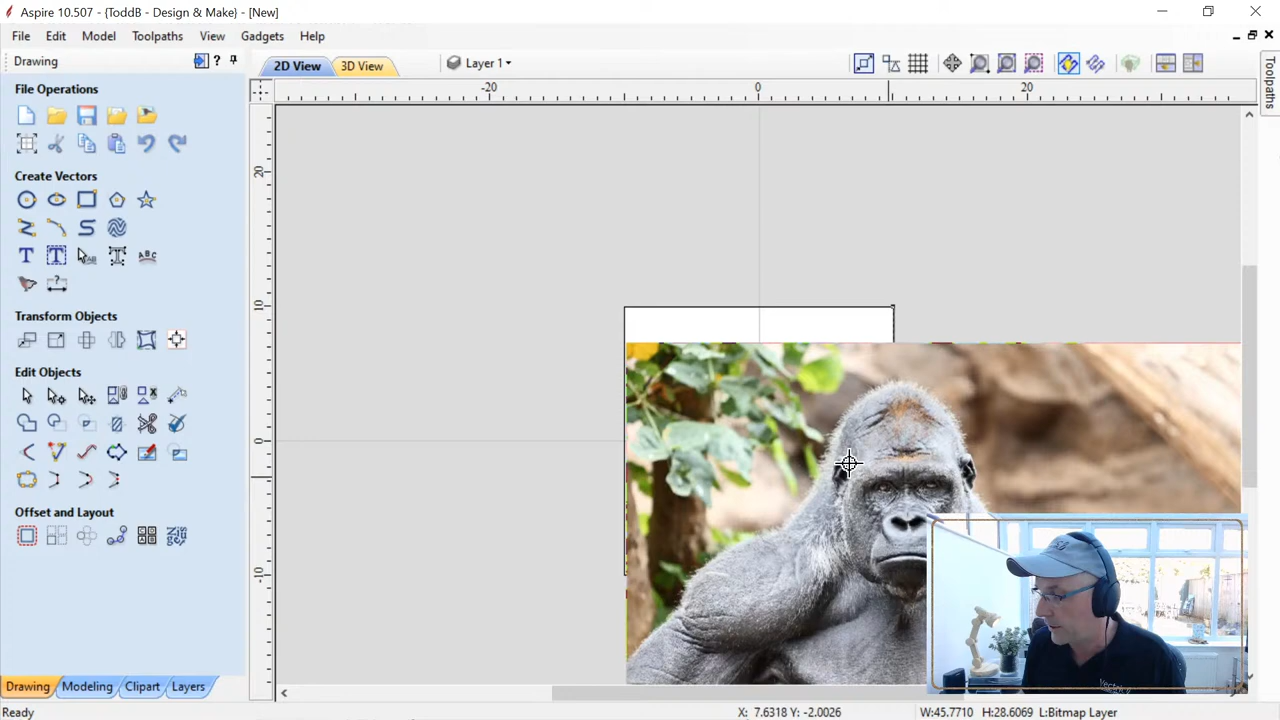 Aspire 10.507 - {ToddB - Design & Make} - [New]
File Edit Model Toolpaths View Gadgets Help
Drawing
2D View 3D View Layer 1
File Operations
-20 0 20
Create Vectors
20
10
0
-10
Transform Objects
Edit Objects
Offset and Layout
Toolpaths
Drawing Modeling Clipart Layers
Ready X: 7.6318 Y: -2.0026 W:45.7710 H:28.6069 L:Bitmap Layer